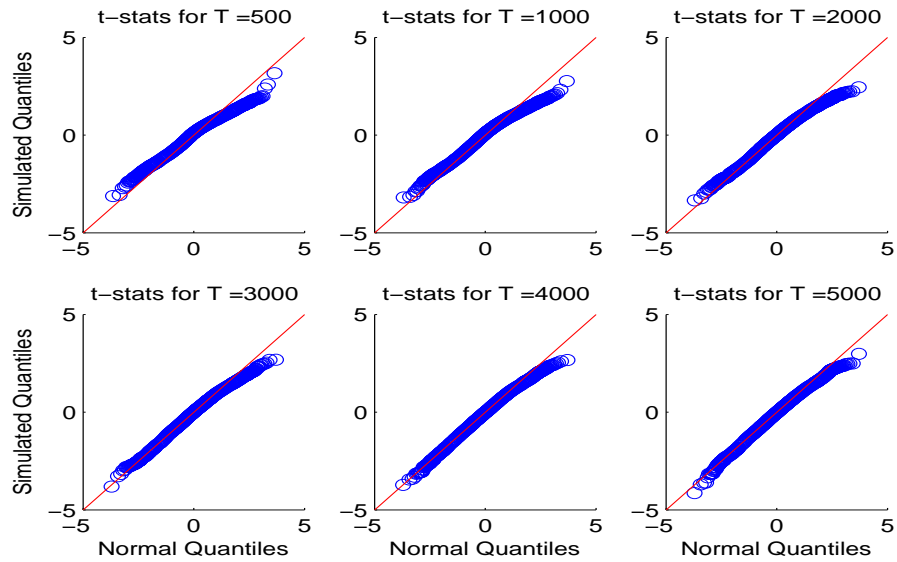 t-stats for T =500
t-stats for T =1000
t-stats for T =2000
Simulated Quantiles
5
0
-5
-5 0 5
5
0
-5
-5 0 5
5
0
-5
-5 0 5
t-stats for T =3000
t-stats for T =4000
t-stats for T =5000
Simulated Quantiles
5
0
-5
-5 0 5
Normal Quantiles
5
0
-5
-5 0 5
Normal Quantiles
5
0
-5
-5 0 5
Normal Quantiles